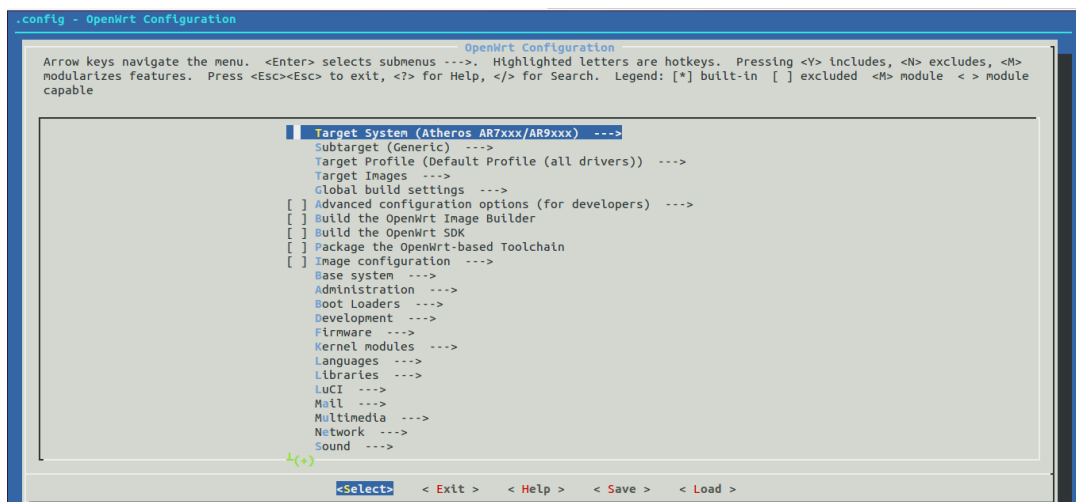 .config - OpenWrt Configuration
OpenWrt Configuration
Arrow keys navigate the menu.  <Enter> selects submenus --->.  Highlighted letters are hotkeys.  Pressing <Y> includes, <N> excludes, <M>
modularizes features.  Press <Esc><Esc> to exit, <?> for Help, </> for Search.  Legend: [*] built-in  [ ] excluded  <M> module  < > module
capable
Target System (Atheros AR7xxx/AR9xxx)  --->
Subtarget (Generic)  --->
Target Profile (Default Profile (all drivers))  --->
Target Images  --->
Global build settings  --->
[ ] Advanced configuration options (for developers)  --->
[ ] Build the OpenWrt Image Builder
[ ] Build the OpenWrt SDK
[ ] Package the OpenWrt-based Toolchain
[ ] Image configuration  --->
Base system  --->
Administration  --->
Boot Loaders  --->
Development  --->
Firmware  --->
Kernel modules  --->
Languages  --->
Libraries  --->
LuCI  --->
Mail  --->
Multimedia  --->
Network  --->
Sound  --->
┴(+)
<Select>    < Exit >    < Help >    < Save >    < Load >